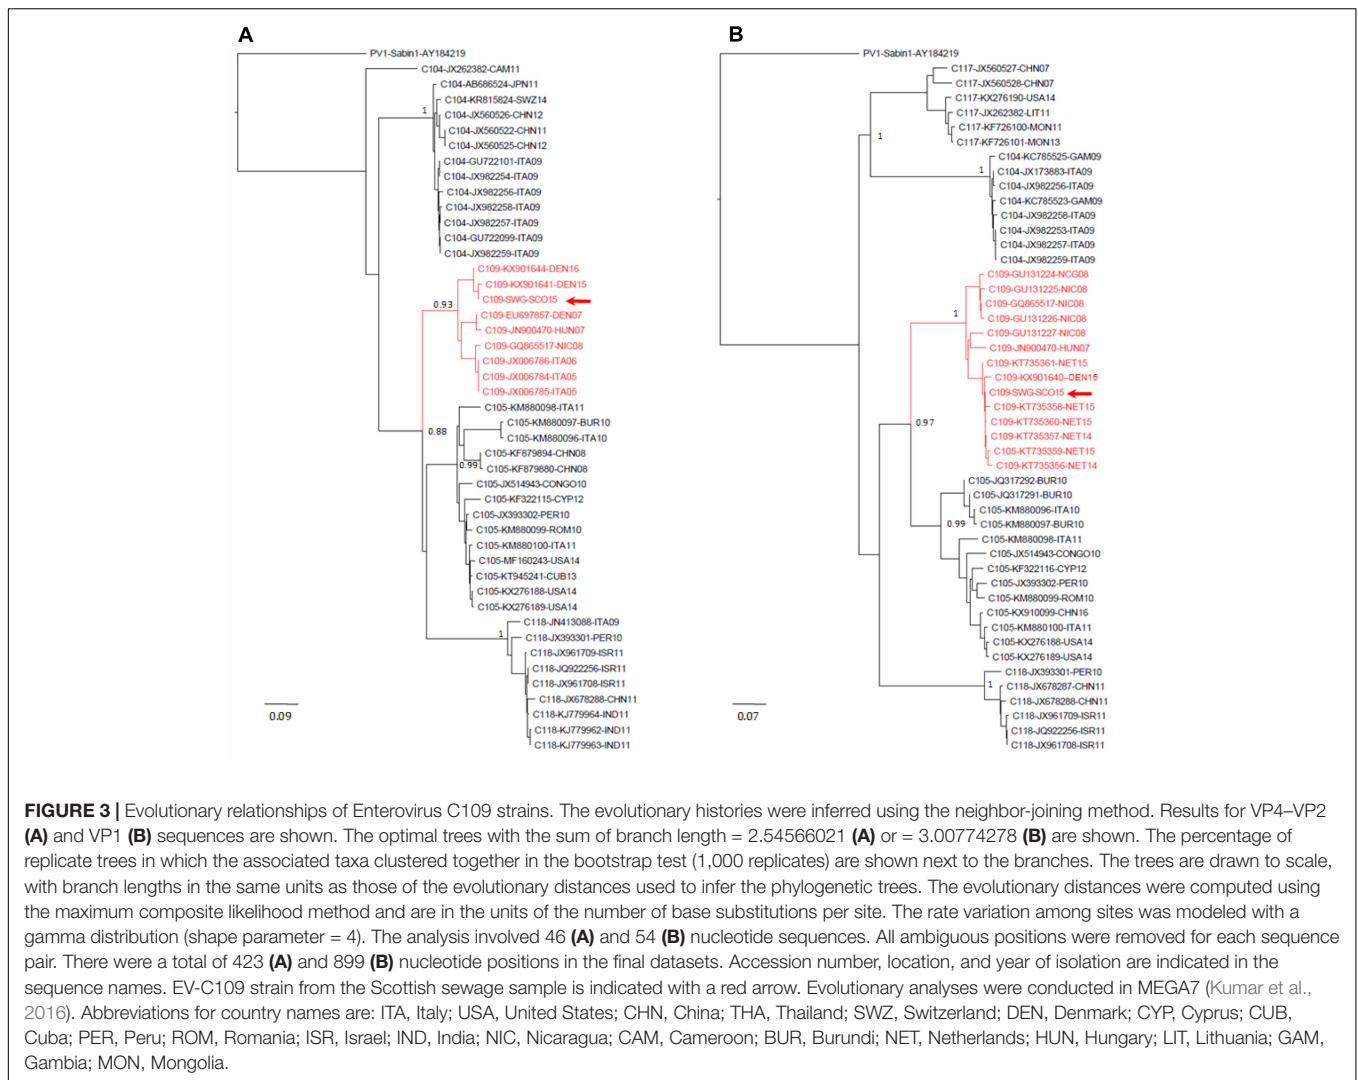 A
PV1-Sabin1-AY184219
C104-JX262382-CAM11
C104-AB686524-JPN11
C104-KR815824-SWZ14
1
C104-JX560526-CHN12
C104-JX560522-CHN11
C104-JX560525-CHN12
C104-GU722101-ITA09
C104-JX982254-ITA09
C104-JX982256-ITA09
C104-JX982258-ITA09
C104-JX982257-ITA09
C104-GU722099-ITA09
C104-JX982259-ITA09
C109-KX901644-DEN16
C109-KX901641-DEN15
0.93
C109-SWG-SCO15
C109-EU697857-DEN07
C109-JN900470-HUN07
C109-GQ865517-NIC08
C109-JX006786-ITA06
C109-JX006784-ITA05
C109-JX006785-ITA05
C105-KM880098-ITA11
C105-KM880097-BUR10
0.88
C105-KM880096-ITA10
C105-KF879894-CHN08
0.99
C105-KF879880-CHN08
C105-JX514943-CONGO10
C105-KF322115-CYP12
C105-JX393302-PER10
C105-KM880099-ROM10
C105-KM880100-ITA11
C105-MF160243-USA14
C105-KT945241-CUB13
C105-KX276188-USA14
C105-KX276189-USA14
C118-JN413088-ITA09
1
C118-JX393301-PER10
C118-JX961709-ISR11
C118-JQ922256-ISR11
C118-JX961708-ISR11
C118-JX678288-CHN11
C118-KJ779964-IND11
C118-KJ779962-IND11
C118-KJ779963-IND11
0.09
B
PV1-Sabin1-AY184219
C117-JX560527-CHN07
C117-JX560528-CHN07
C117-KX276190-USA14
C117-JX262382-LIT11
C117-KF726100-MON11
1
C117-KF726101-MON13
C104-KC785525-GAM09
1
C104-JX173883-ITA09
C104-JX982256-ITA09
C104-KC785523-GAM09
C104-JX982258-ITA09
C104-JX982253-ITA09
C104-JX982257-ITA09
C104-JX982259-ITA09
C109-GU131224-NCG08
C109-GU131225-NIC08
C109-GQ865517-NIC08
1
C109-GU131226-NIC08
C109-GU131227-NIC08
C109-JN900470-HUN07
C109-KT735361-NET15
C109-KX901640-DEN15
C109-SWG-SCO15
C109-KT735358-NET15
0.97
C109-KT735360-NET15
C109-KT735357-NET14
C105-KT735359-NET15
C109-KT735356-NET14
C105-JQ317292-BUR10
C105-JQ317291-BUR10
C105-KM880096-ITA10
0.99
C105-KM880097-BUR10
C105-KM880098-ITA11
C105-JX514943-CONGO10
C105-KF322116-CYP12
C105-JX393302-PER10
C105-KM880099-ROM10
C105-KX910099-CHN16
C105-KM880100-ITA11
C105-KX276188-USA14
C105-KX276189-USA14
C118-JX393301-PER10
1
C118-JX678287-CHN11
C118-JX678288-CHN11
C118-JX961709-ISR11
C118-JQ922256-ISR11
C118-JX961708-ISR11
0.07
FIGURE 3 | Evolutionary relationships of Enterovirus C109 strains. The evolutionary histories were inferred using the neighbor-joining method. Results for VP4–VP2
(A) and VP1 (B) sequences are shown. The optimal trees with the sum of branch length = 2.54566021 (A) or = 3.00774278 (B) are shown. The percentage of
replicate trees in which the associated taxa clustered together in the bootstrap test (1,000 replicates) are shown next to the branches. The trees are drawn to scale,
with branch lengths in the same units as those of the evolutionary distances used to infer the phylogenetic trees. The evolutionary distances were computed using
the maximum composite likelihood method and are in the units of the number of base substitutions per site. The rate variation among sites was modeled with a
gamma distribution (shape parameter = 4). The analysis involved 46 (A) and 54 (B) nucleotide sequences. All ambiguous positions were removed for each sequence
pair. There were a total of 423 (A) and 899 (B) nucleotide positions in the final datasets. Accession number, location, and year of isolation are indicated in the
sequence names. EV-C109 strain from the Scottish sewage sample is indicated with a red arrow. Evolutionary analyses were conducted in MEGA7 (Kumar et al.,
2016). Abbreviations for country names are: ITA, Italy; USA, United States; CHN, China; THA, Thailand; SWZ, Switzerland; DEN, Denmark; CYP, Cyprus; CUB,
Cuba; PER, Peru; ROM, Romania; ISR, Israel; IND, India; NIC, Nicaragua; CAM, Cameroon; BUR, Burundi; NET, Netherlands; HUN, Hungary; LIT, Lithuania; GAM,
Gambia; MON, Mongolia.